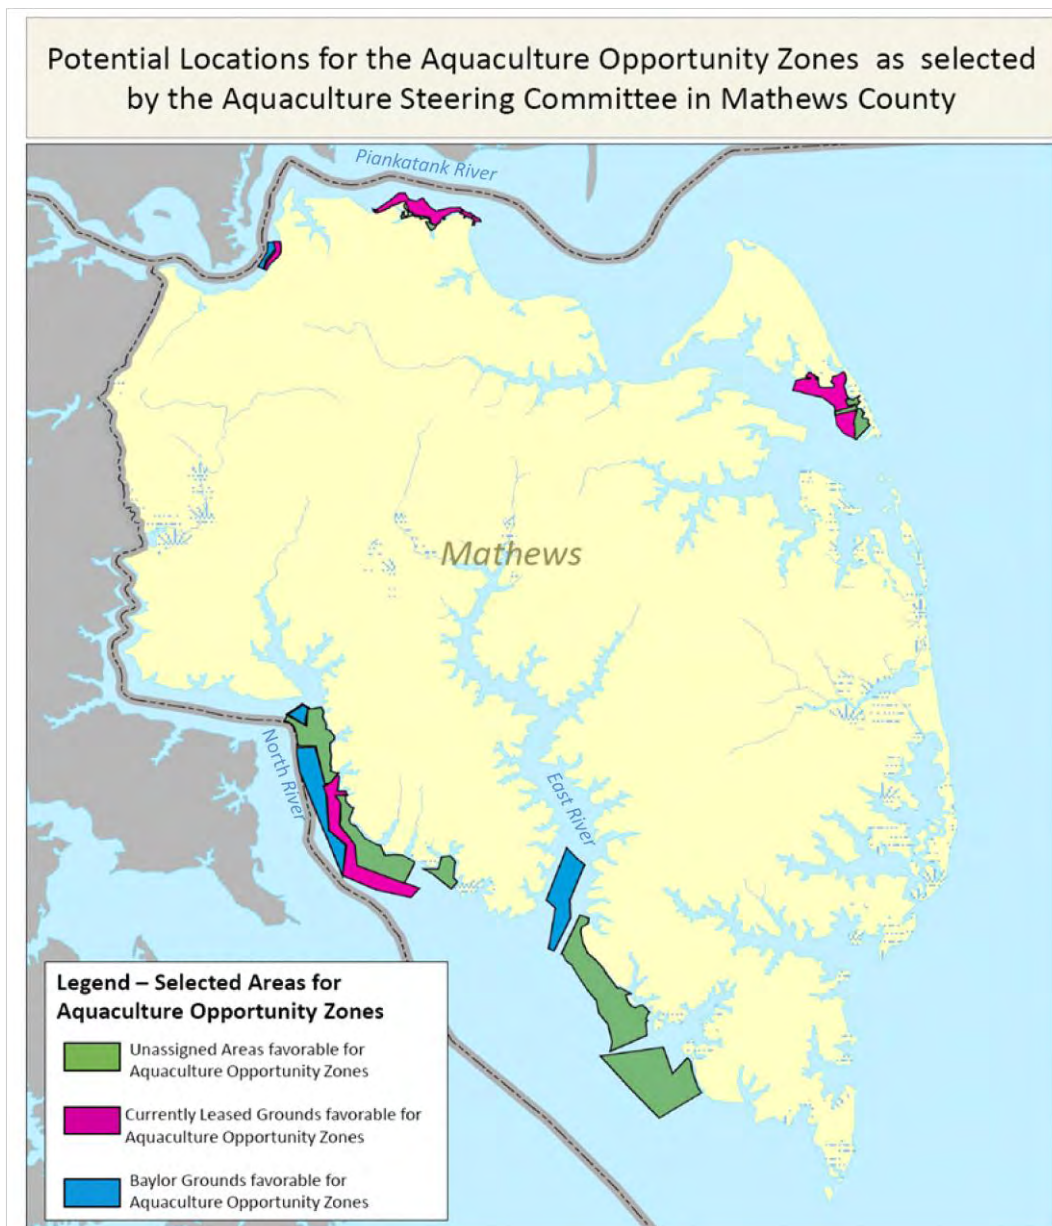 Potential Locations for the Aquaculture Opportunity Zones as selected
by the Aquaculture Steering Committee in Mathews County
Piankatank River
Mathews
North River
East River
Legend – Selected Areas for
Aquaculture Opportunity Zones
Unassigned Areas favorable for
Aquaculture Opportunity Zones
Currently Leased Grounds favorable for
Aquaculture Opportunity Zones
Baylor Grounds favorable for
Aquaculture Opportunity Zones